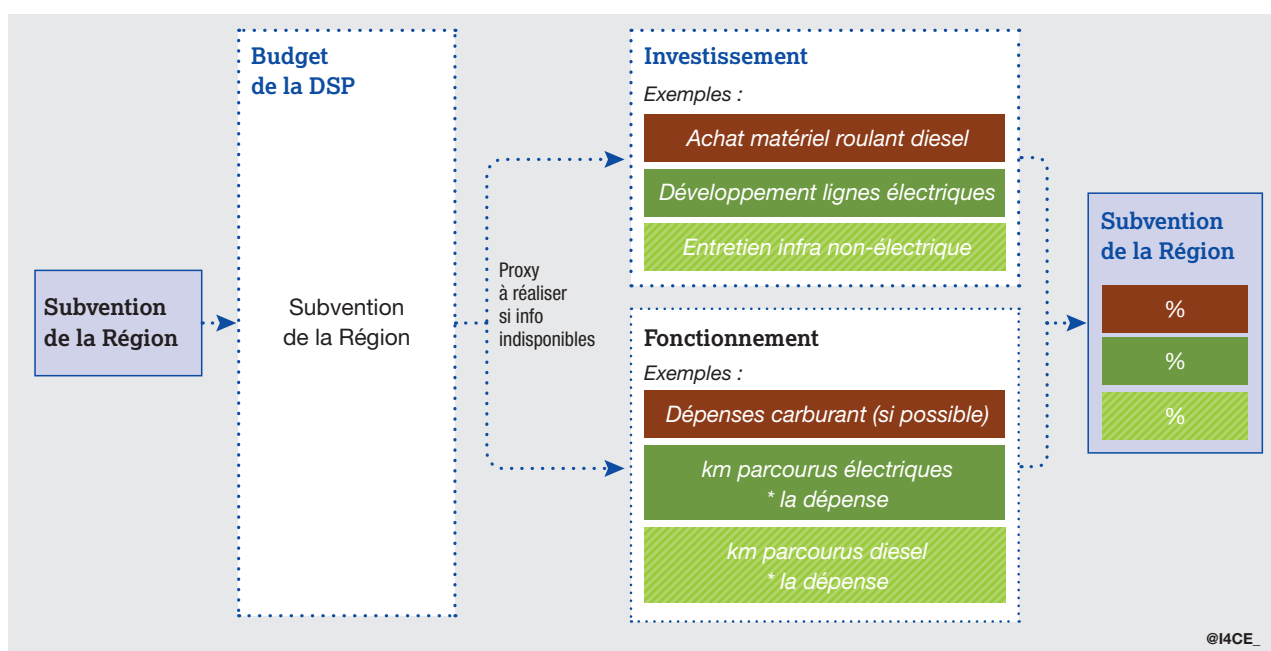 Subvention
de la Région
Budget
de la DSP
Subvention
de la Région
Proxy
à réaliser
si info
indisponibles
Investissement
Exemples :
Achat matériel roulant diesel
Développement lignes électriques
Entretien infra non-électrique
Fonctionnement
Exemples :
Dépenses carburant (si possible)
km parcourus électriques
* la dépense
km parcourus diesel
* la dépense
Subvention
de la Région
%
%
%
@I4CE_